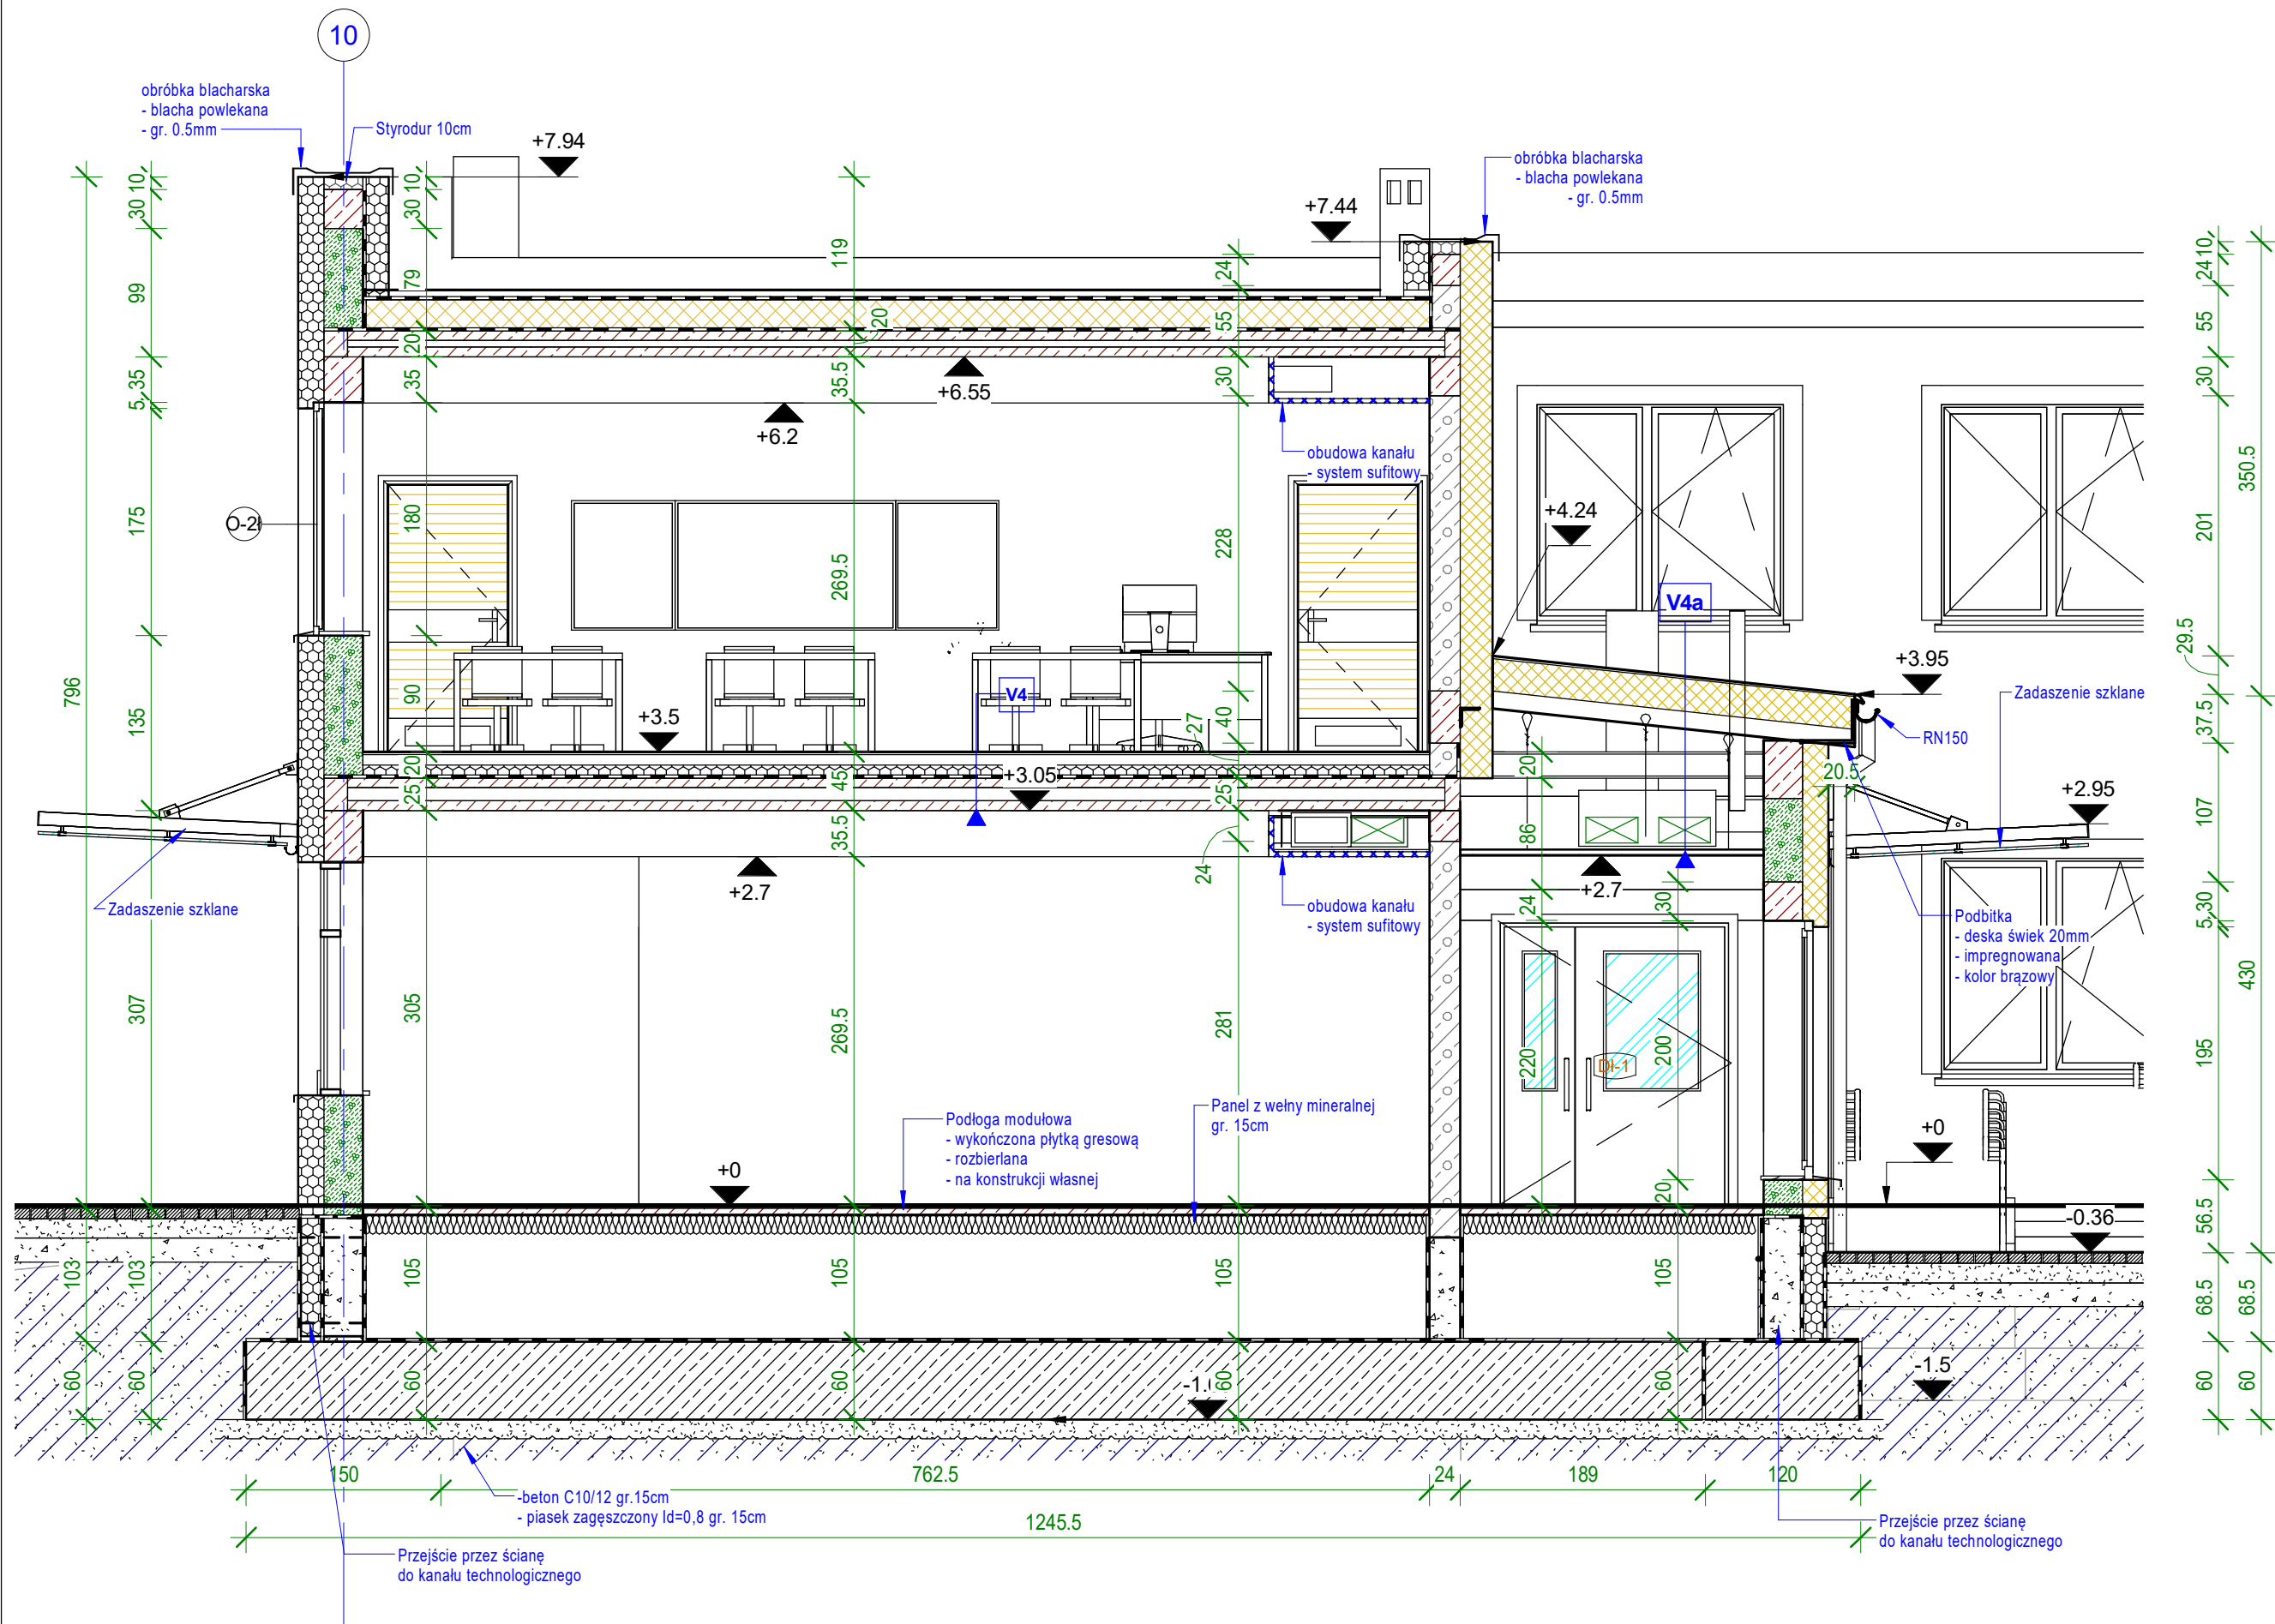 10
obróbka blacharska
- blacha powlekana
- gr. 0.5mm
Styrodur 10cm
+7.94
obróbka blacharska
- blacha powlekana
- gr. 0.5mm
+7.44
10
30
99
5
35
175
135
307
103
60
796
103
60
10
30
79
20
35
180
90
20
25
305
105
60
119
20
35.5
269.5
45
35.5
269.5
105
60
24
55
30
228
40
27
25
24
281
105
60
+6.55
+6.2
obudowa kanału
- system sufitowy
O-2
+4.24
V4a
V4
+3.5
+3.05
+3.95
Zadaszenie szklane
RN150
20.5
+2.95
20
86
24
220
30
200
20
105
60
+2.7
+2.7
Zadaszenie szklane
obudowa kanału
- system sufitowy
Podbitka
- deska świek 20mm
- impregnowana
- kolor brązowy
DI-1
Podłoga modułowa
- wykończona płytką gresową
- rozbierlana
- na konstrukcji własnej
Panel z wełny mineralnej
gr. 15cm
+0
+0
-0.36
-1.5
10
24
55
30
201
29.5
37.5
107
30
5
195
56.5
68.5
60
350.5
430
68.5
60
150
762.5
24
189
120
-beton C10/12 gr.15cm
- piasek zagęszczony Id=0,8 gr. 15cm
1245.5
Przejście przez ścianę
do kanału technologicznego
Przejście przez ścianę
do kanału technologicznego